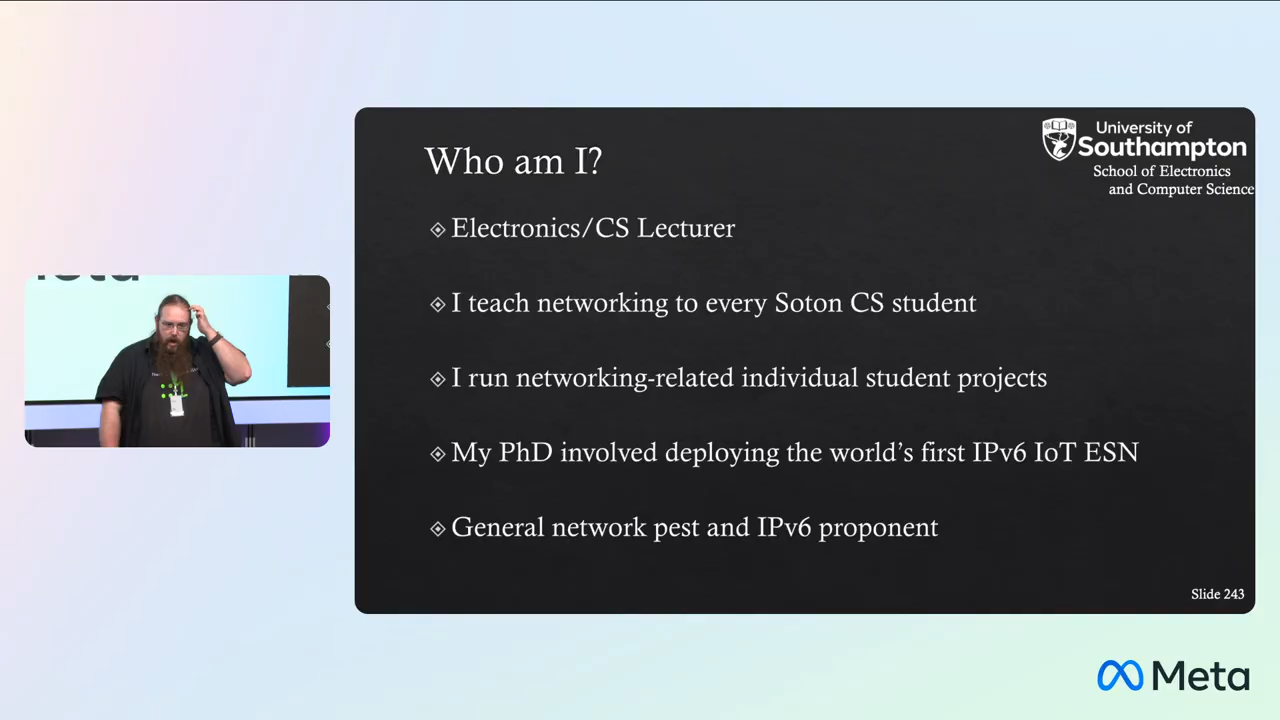 Who am I?
University of
Southampton
School of Electronics
and Computer Science
Electronics/CS Lecturer
I teach networking to every Soton CS student
I run networking-related individual student projects
My PhD involved deploying the world's first IPv6 IoT ESN
General network pest and IPv6 proponent
Slide 243
Meta